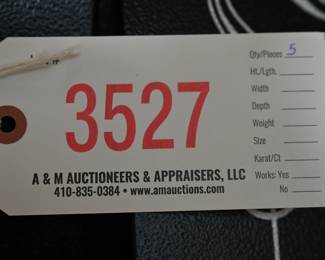 Qty/Pieces 5
Ht./Lgth.
Width
Depth
Weight
Size
Karat/Ct
Works: Yes
No
3527
A & M AUCTIONEERS & APPRAISERS, LLC
410-835-0384 • www.amauctions.com